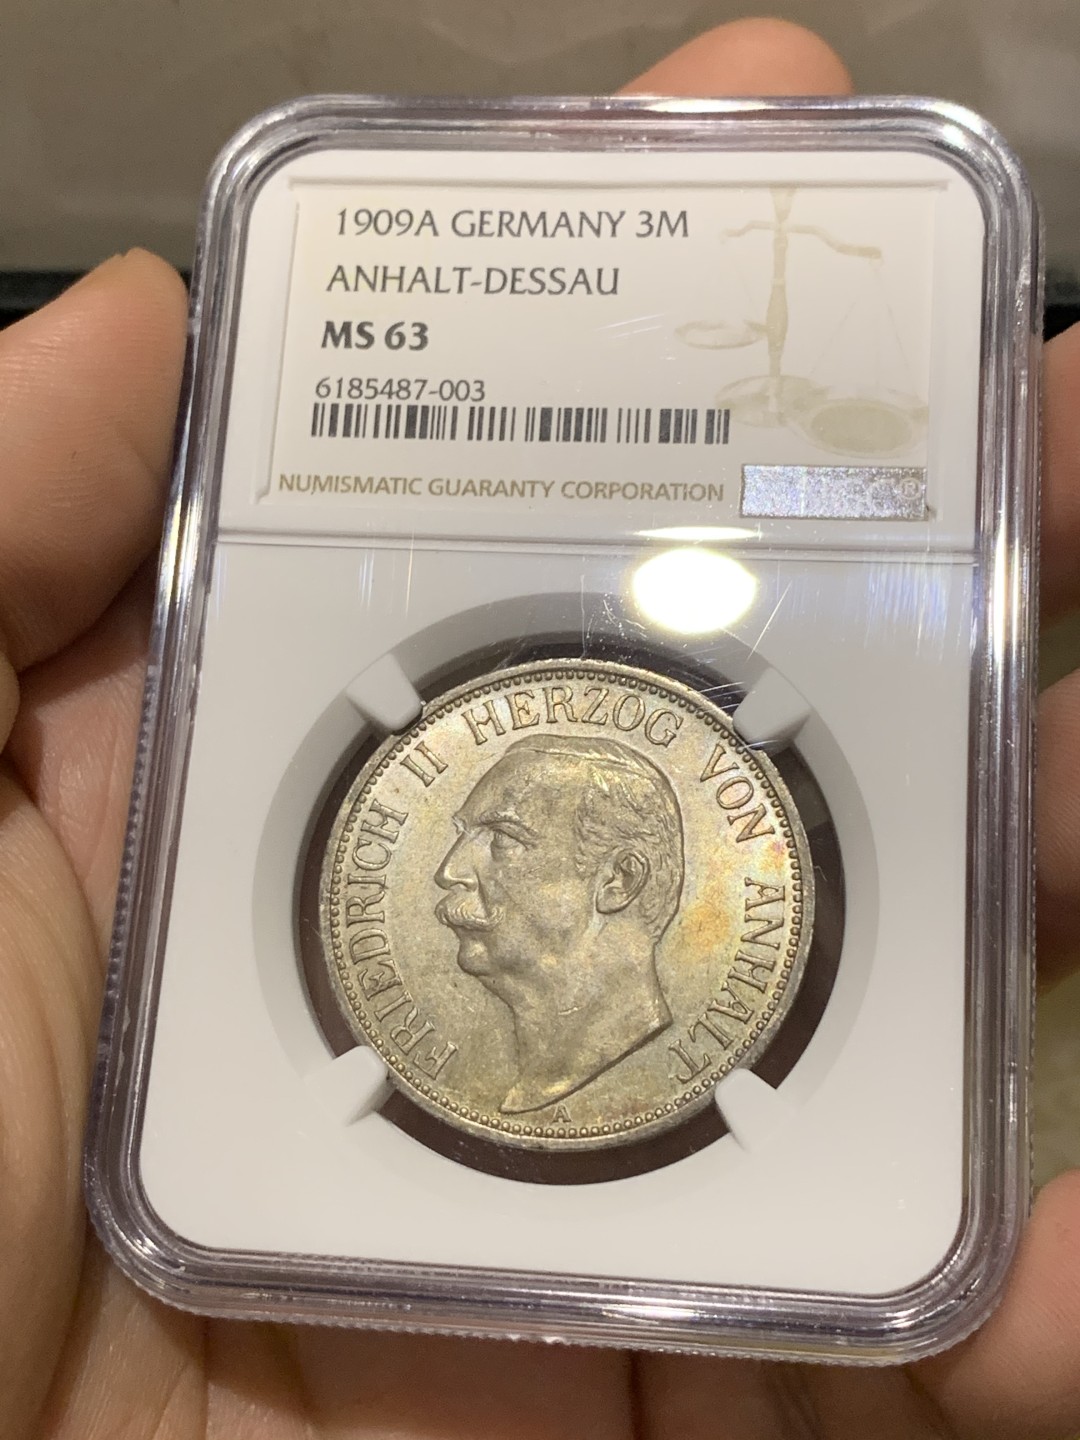 1909A GERMANY 3M
ANHALT-DESSAU
MS 63
6185487-003
NUMISMATIC GUARANTY CORPORATION
®
FRIEDRICH II HERZOG VON ANHALT
A